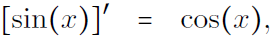 [sin(x)]′ = cos(x),